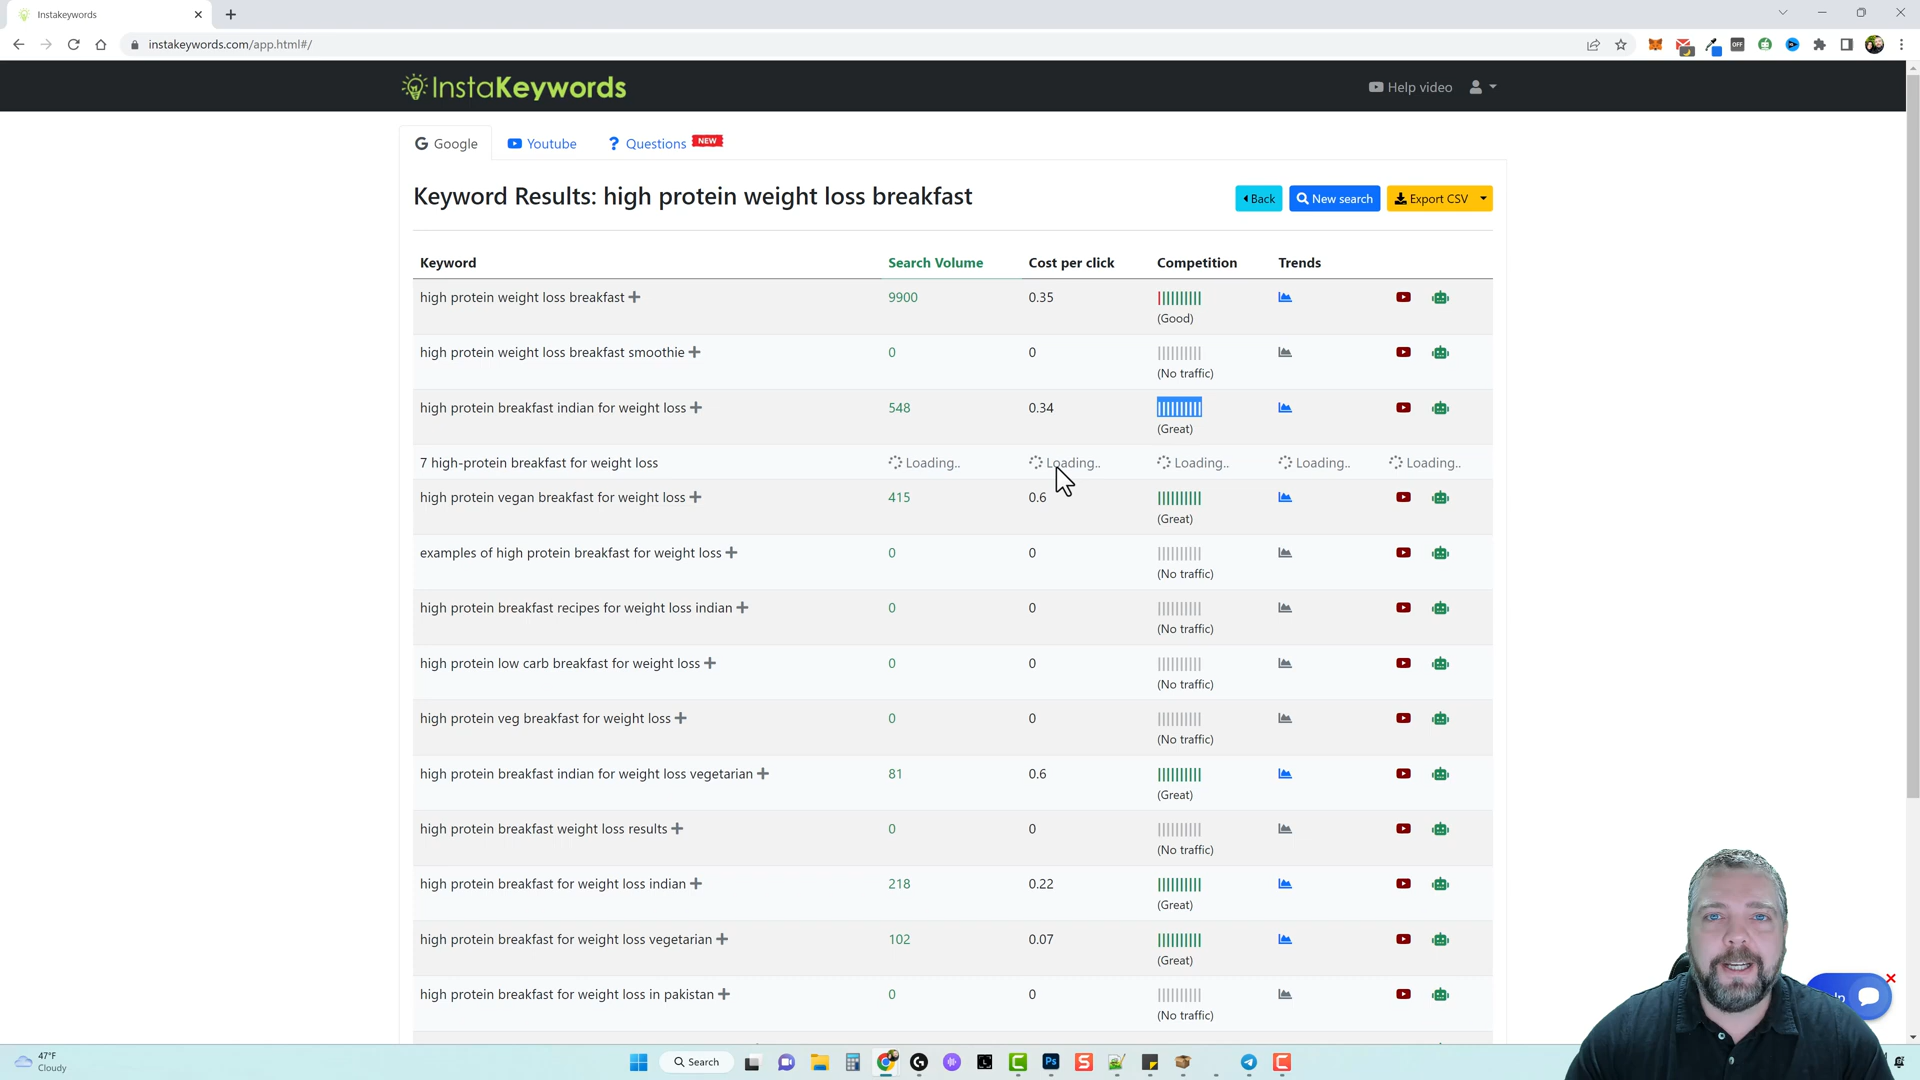 Instakeywords
instakeywords.com/app.html#/
OFF
InstaKeywords
Help video
Google
Youtube
? Questions NEW
Keyword Results: high protein weight loss breakfast
Back
New search
Export CSV
Keyword Search Volume Cost per click Competition Trends
high protein weight loss breakfast 9900 0.35
(Good)
high protein weight loss breakfast smoothie 0 0
(No traffic)
high protein breakfast indian for weight loss 548 0.34
(Great)
7 high-protein breakfast for weight loss Loading.. Loading.. Loading.. Loading.. Loading..
high protein vegan breakfast for weight loss 415 0.6
(Great)
examples of high protein breakfast for weight loss 0 0
(No traffic)
high protein breakfast recipes for weight loss indian 0 0
(No traffic)
high protein low carb breakfast for weight loss 0 0
(No traffic)
high protein veg breakfast for weight loss 0 0
(No traffic)
high protein breakfast indian for weight loss vegetarian 81 0.6
(Great)
high protein breakfast weight loss results 0 0
(No traffic)
high protein breakfast for weight loss indian 218 0.22
(Great)
high protein breakfast for weight loss vegetarian 102 0.07
(Great)
high protein breakfast for weight loss in pakistan 0 0
(No traffic)
47°F
Cloudy
Search
L
Ps
S